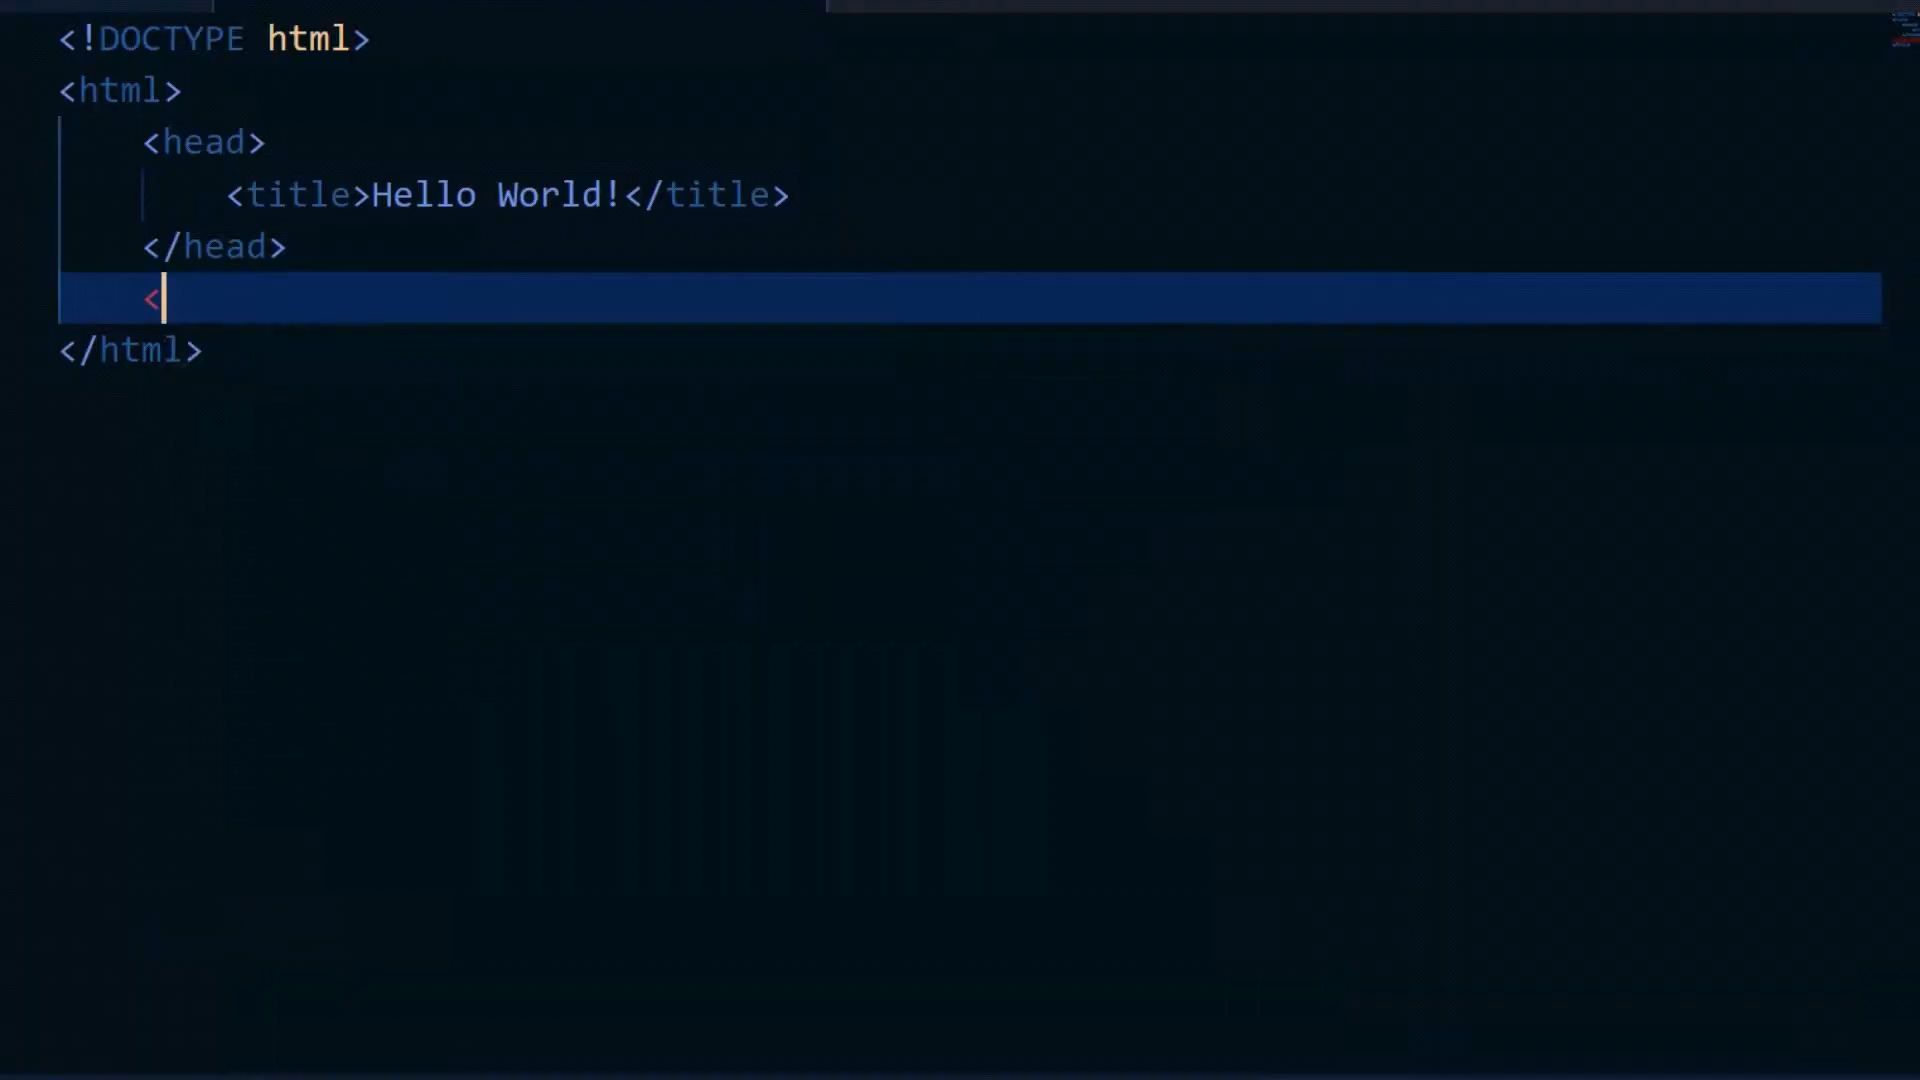 <!DOCTYPE html>
<html>
<head>
<title>Hello World!</title>
</head>
<
</html>